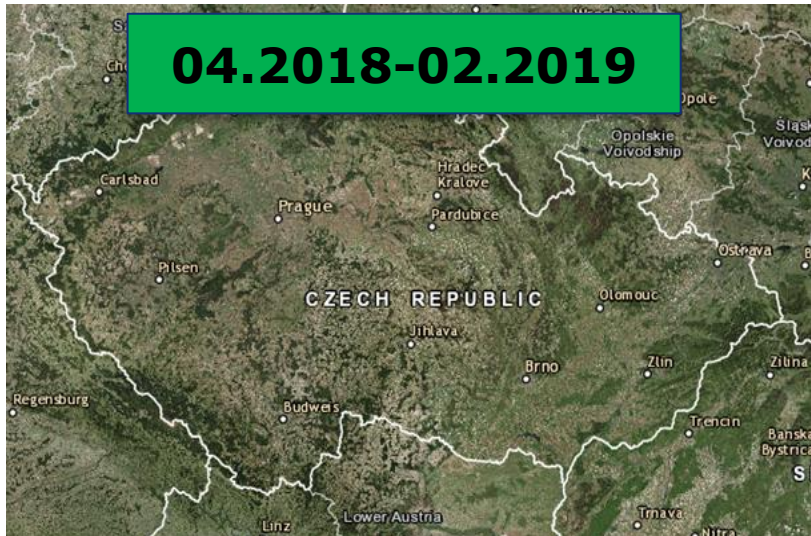 04.2018-02.2019
Opole
Opolskie
Voivodship
Śląsk
Voivod
Carlsbad
Hradec
Kralove
Prague
Pardubice
Ostrava
Pilsen
CZECH REPUBLIC
Olomouc
Jihlava
Brno
Zlin
Zilina
Regensburg
Budweis
Trencin
Banska
Bystrica
Linz
Lower Austria
Trnava
Nitra